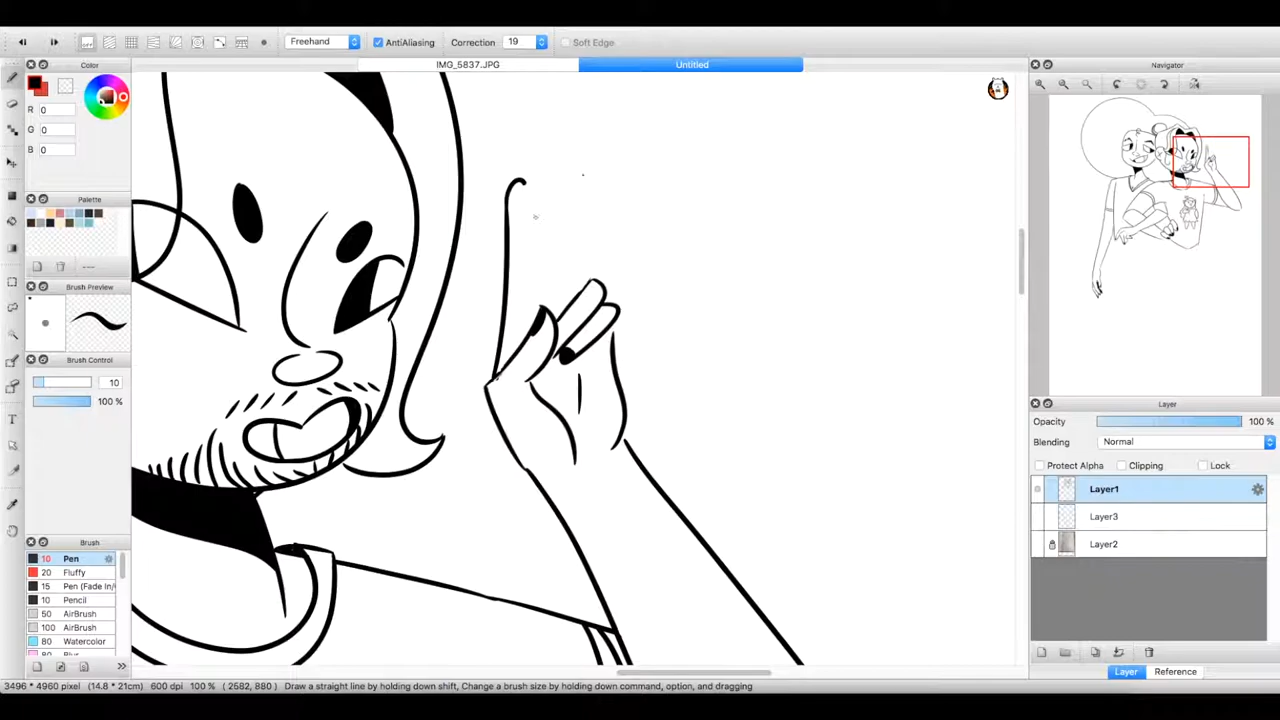 Freehand
AntiAliasing
Correction 19
Soft Edge
Color
IMG_5837.JPG
Untitled
Navigator
R 0
G 0
B 0
Palette
---
Brush Preview
Brush Control
10
100 %
Brush
10 Pen
20 Fluffy
15 Pen (Fade In/
10 Pencil
50 AirBrush
100 AirBrush
80 Watercolor
80 Blur
Layer
Opacity 100 %
Blending Normal
Protect Alpha
Clipping
Lock
Layer1
Layer3
Layer2
Layer
Reference
3496 * 4960 pixel (14.8 * 21cm) 600 dpi 100 % ( 2582, 880 ) Draw a straight line by holding down shift, Change a brush size by holding down command, option, and dragging